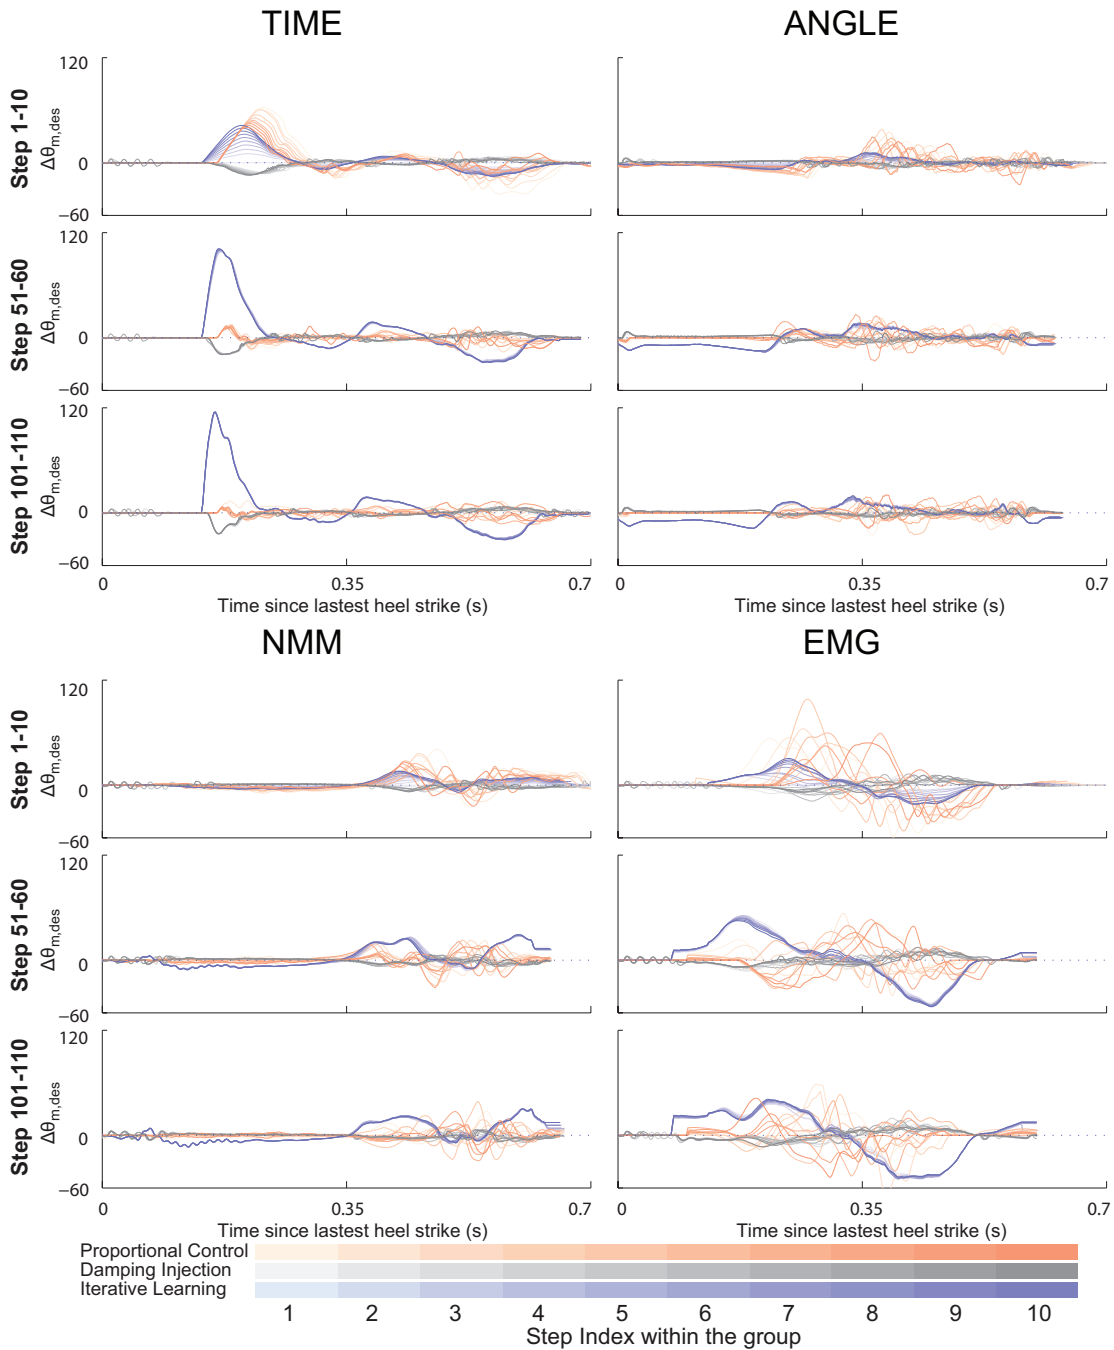 TIME ANGLE
Step 1-10
Δθm,des
120
0
−60
120
0
−60
Step 51-60
Δθm,des
120
0
−60
Step 101-110
Δθm,des
120
0
−60
0 0.35 0.7
0 0.35 0.7
Time since lastest heel strike (s)
Time since lastest heel strike (s)
NMM EMG
Step 1-10
Δθm,des
120
0
−60
Step 51-60
Δθm,des
120
0
−60
Step 101-110
Δθm,des
120
0
−60
0 0.35 0.7
0 0.35 0.7
Time since lastest heel strike (s)
Time since lastest heel strike (s)
Proportional Control
Damping Injection
Iterative Learning
1 2 3 4 5 6 7 8 9 10
Step Index within the group